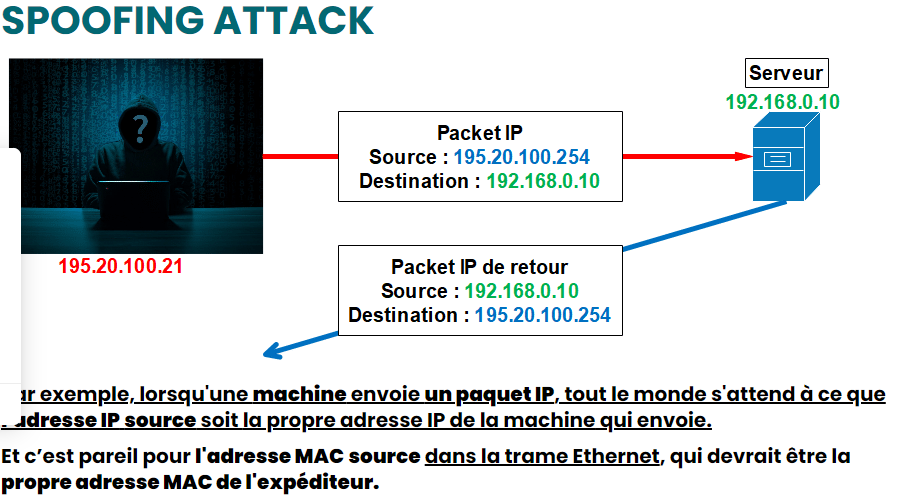 SPOOFING ATTACK
Serveur
192.168.0.10
Packet IP
Source : 195.20.100.254
Destination : 192.168.0.10
195.20.100.21
Packet IP de retour
Source : 192.168.0.10
Destination : 195.20.100.254
ar exemple, lorsqu'une machine envoie un paquet IP, tout le monde s'attend à ce que
adresse IP source soit la propre adresse IP de la machine qui envoie.
Et c’est pareil pour l'adresse MAC source dans la trame Ethernet, qui devrait être la
propre adresse MAC de l'expéditeur.